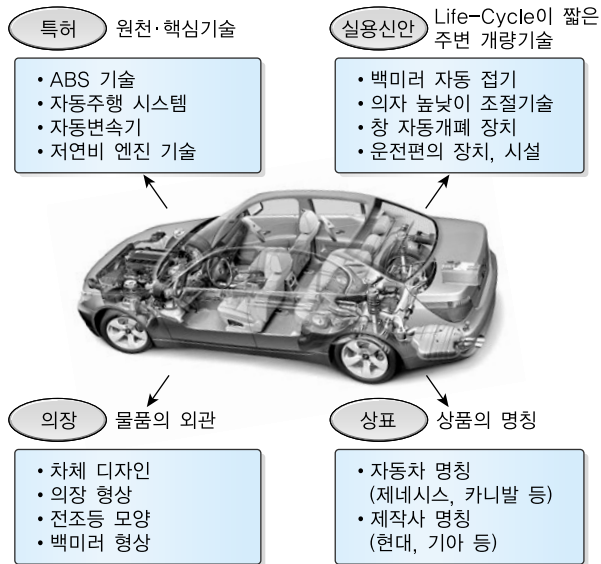 특허 원천·핵심기술
• ABS 기술
• 자동주행 시스템
• 자동변속기
• 저연비 엔진 기술
실용신안 Life-Cycle이 짧은
주변 개량기술
• 백미러 자동 접기
• 의자 높낮이 조절기술
• 창 자동개폐 장치
• 운전편의 장치, 시설
의장 물품의 외관
• 차체 디자인
• 의장 형상
• 전조등 모양
• 백미러 형상
상표 상품의 명칭
• 자동차 명칭
(제네시스, 카니발 등)
• 제작사 명칭
(현대, 기아 등)